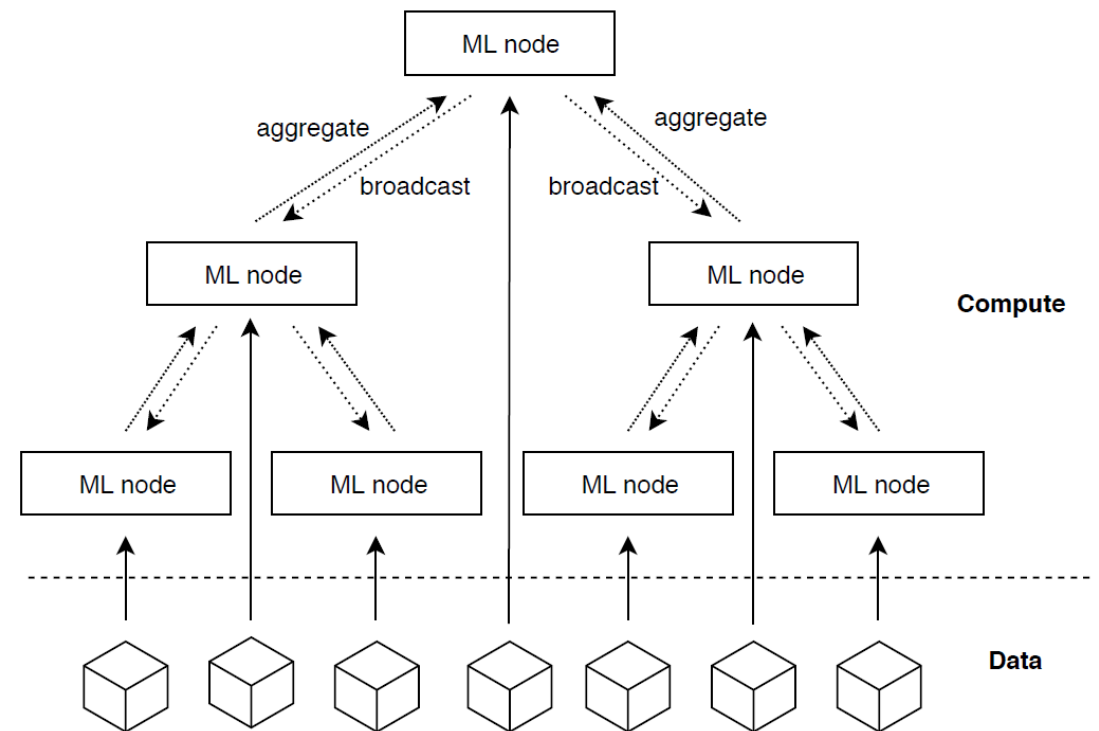 ML node
aggregate
aggregate
broadcast
broadcast
ML node
ML node
Compute
ML node
ML node
ML node
ML node
Data